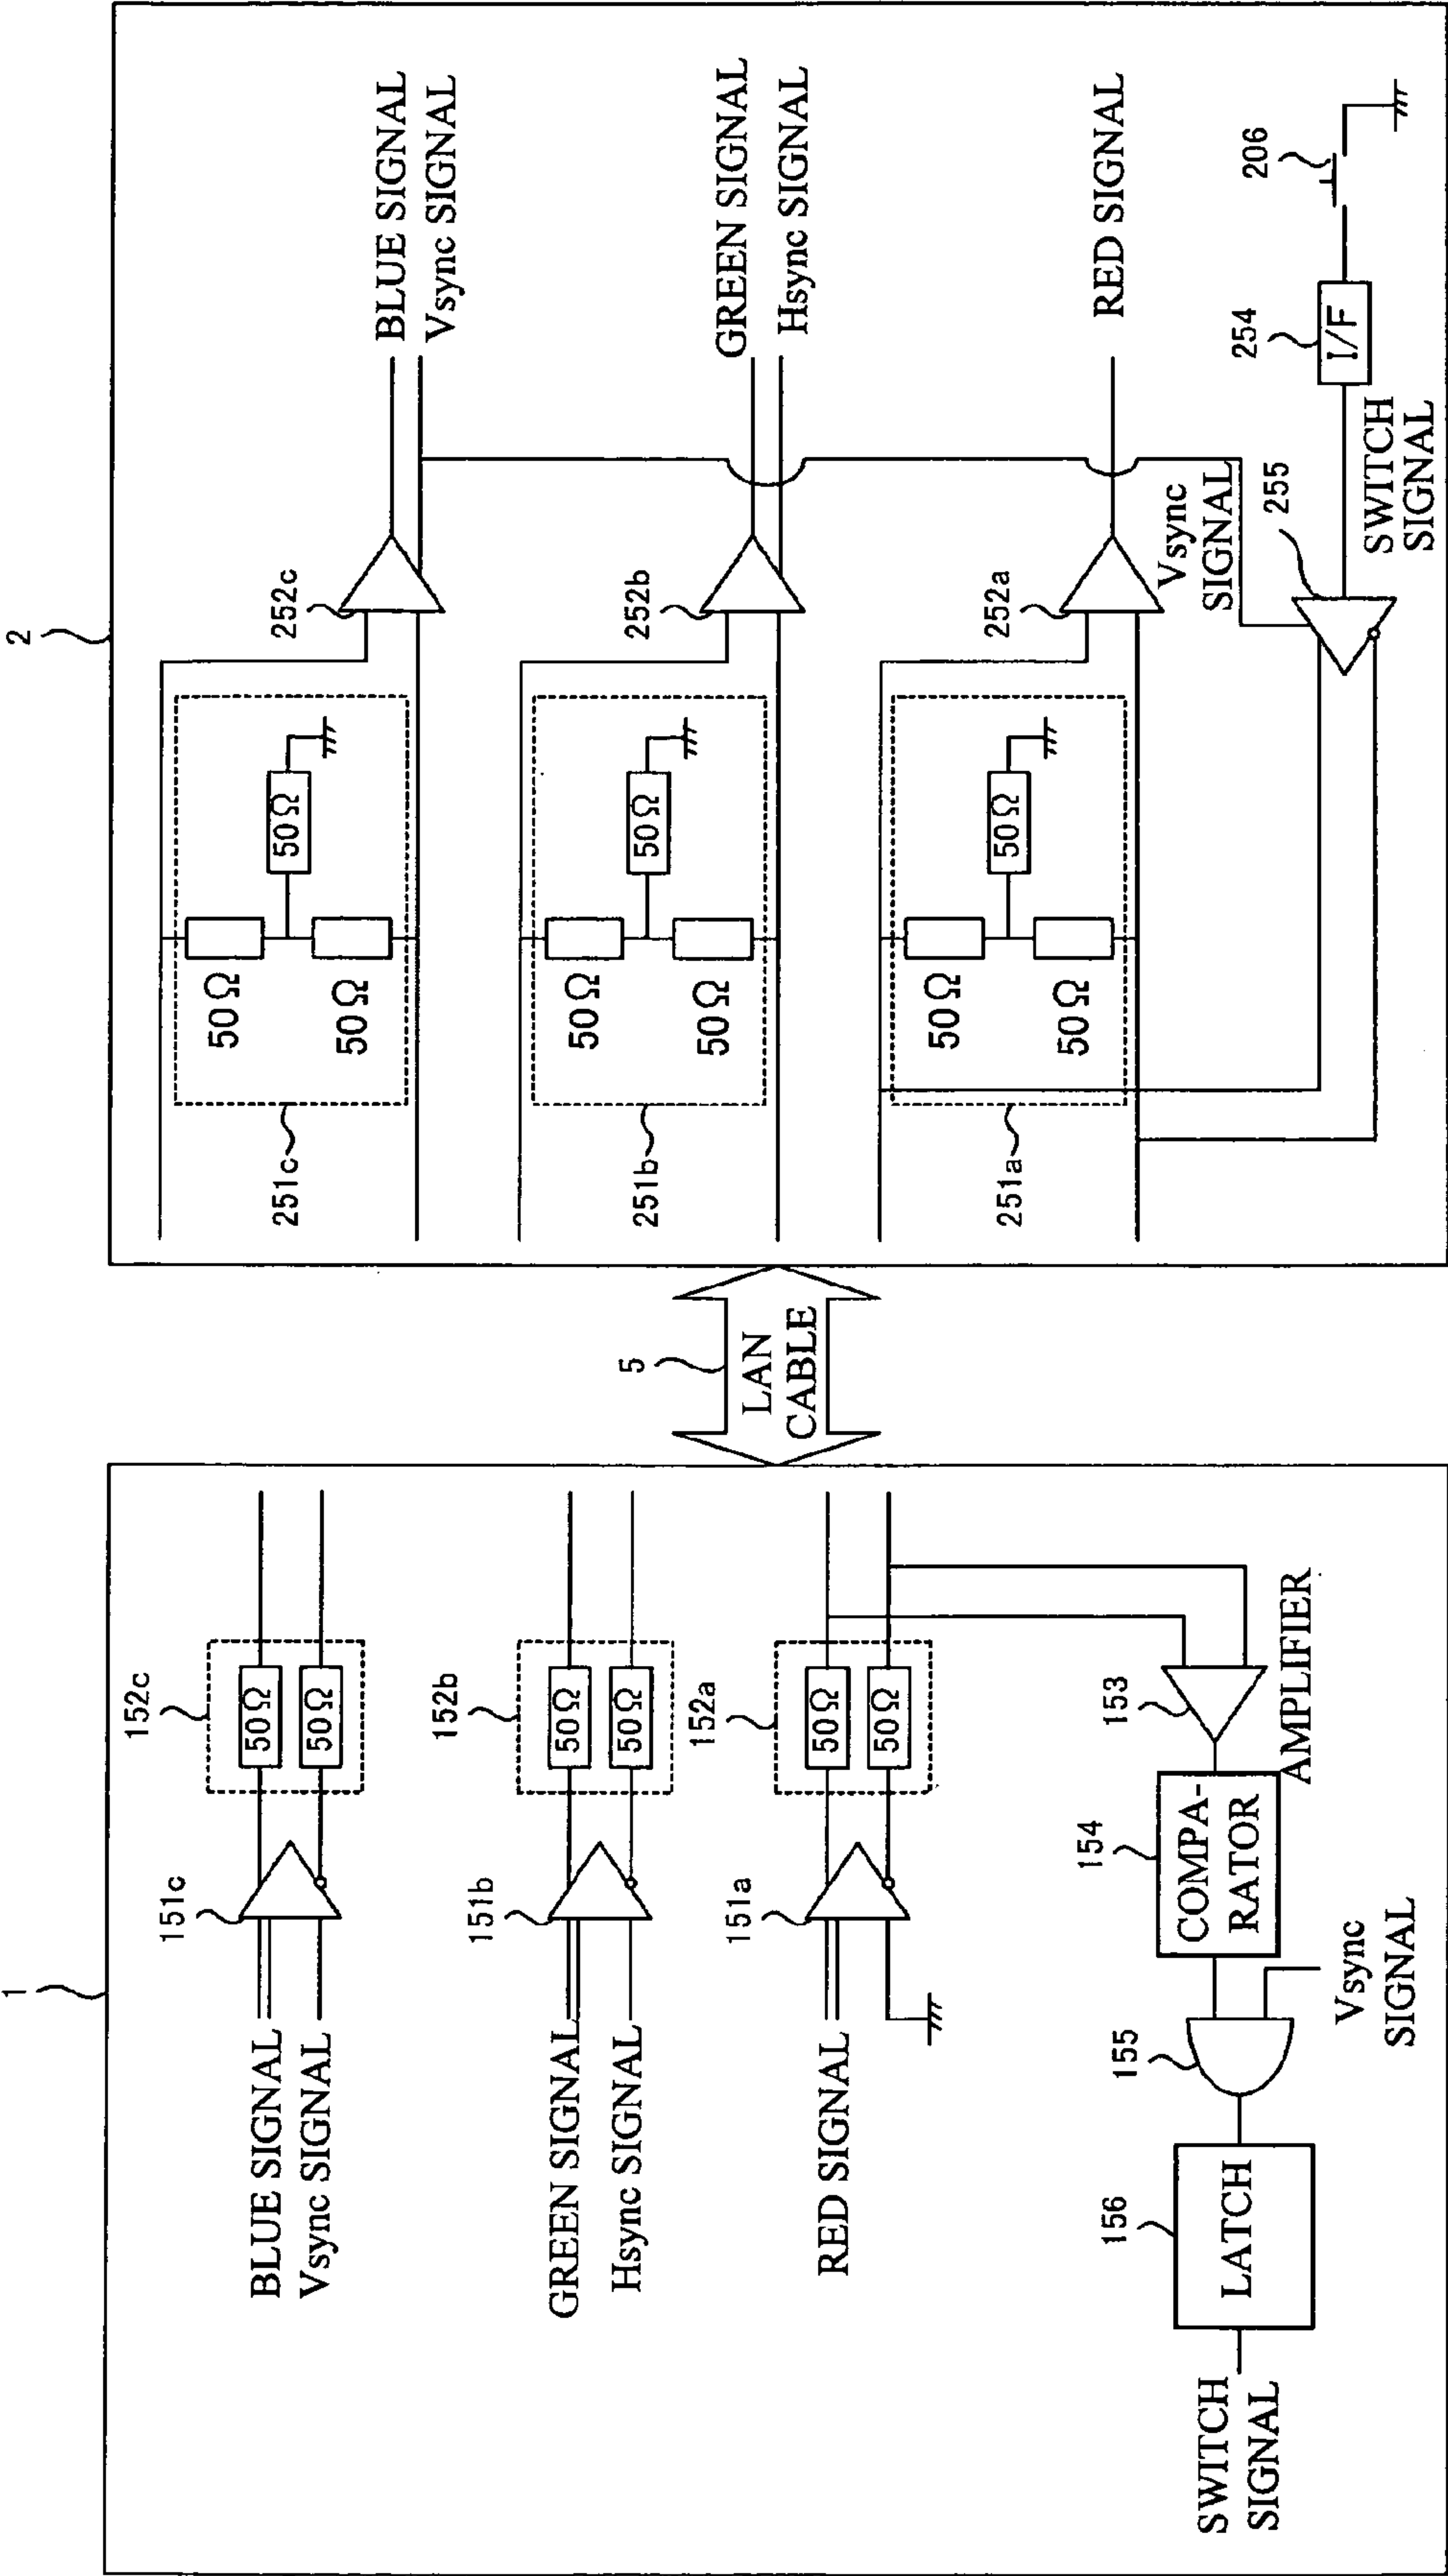 1
BLUE SIGNAL
Vsync SIGNAL
151c
152c
50Ω
50Ω
GREEN SIGNAL
Hsync SIGNAL
151b
152b
50Ω
50Ω
RED SIGNAL
151a
152a
50Ω
50Ω
SWITCH
SIGNAL
156
LATCH
155
Vsync
SIGNAL
154
COMPA-
RATOR
153
AMPLIFIER
5
LAN
CABLE
2
251c
50Ω
50Ω
50Ω
252c
BLUE SIGNAL
Vsync SIGNAL
251b
50Ω
50Ω
50Ω
252b
GREEN SIGNAL
Hsync SIGNAL
251a
50Ω
50Ω
50Ω
252a
RED SIGNAL
Vsync
SIGNAL
255
SWITCH
SIGNAL
254
I/F
206